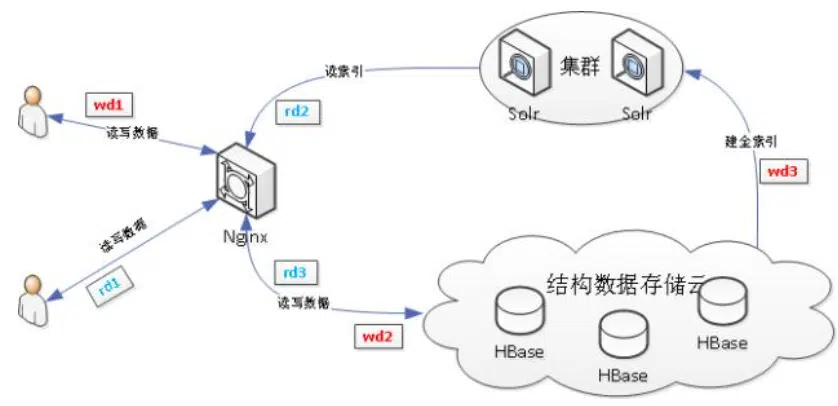 wd1
读写数据
读写数据
rd1
Nginx
读索引
rd2
集群
Solr
Solr
建全索引
wd3
rd3
读写数据
wd2
结构数据存储云
HBase
HBase
HBase